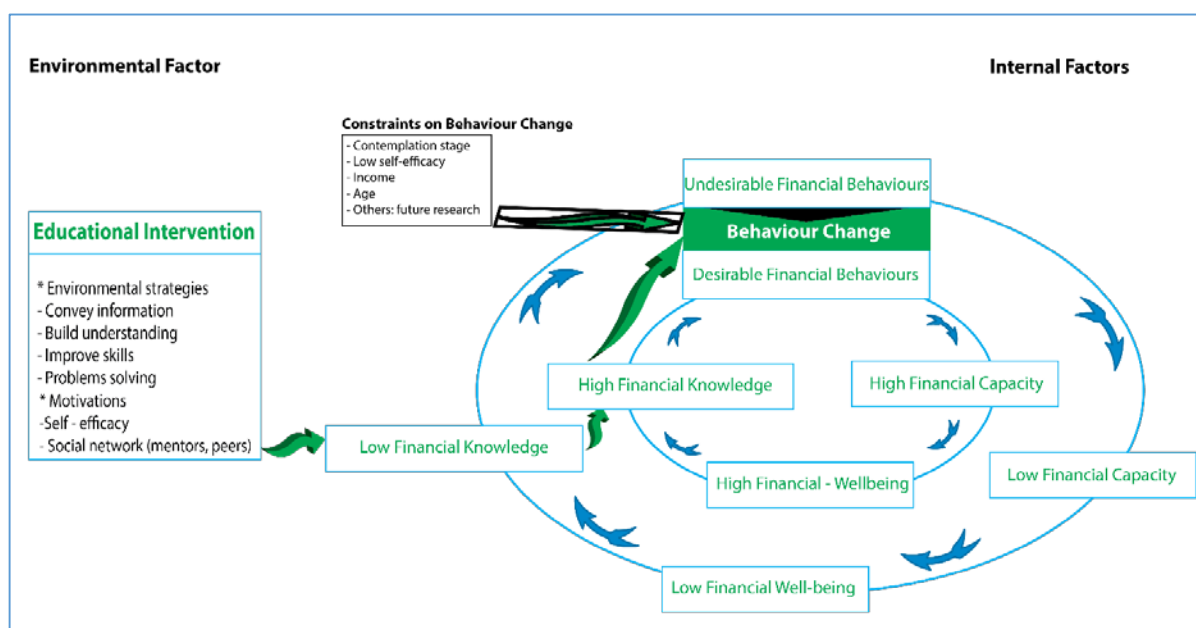 Environmental Factor
Internal Factors
Constraints on Behaviour Change
- Contemplation stage
- Low self-efficacy
- Income
- Age
- Others: future research
Undesirable Financial Behaviours
Behaviour Change
Desirable Financial Behaviours
Educational Intervention
* Environmental strategies
- Convey information
- Build understanding
- Improve skills
- Problems solving
* Motivations
-Self - efficacy
- Social network (mentors, peers)
High Financial Knowledge
High Financial Capacity
Low Financial Knowledge
High Financial - Wellbeing
Low Financial Capacity
Low Financial Well-being